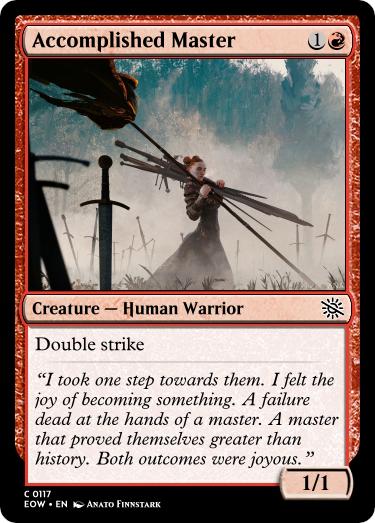 Accomplished Master 1
Creature — Human Warrior
Double strike
“I took one step towards them. I felt the
joy of becoming something. A failure
dead at the hands of a master. A master
that proved themselves greater than
history. Both outcomes were joyous.”
1/1
C 0117
EOW • EN Anato Finnstark